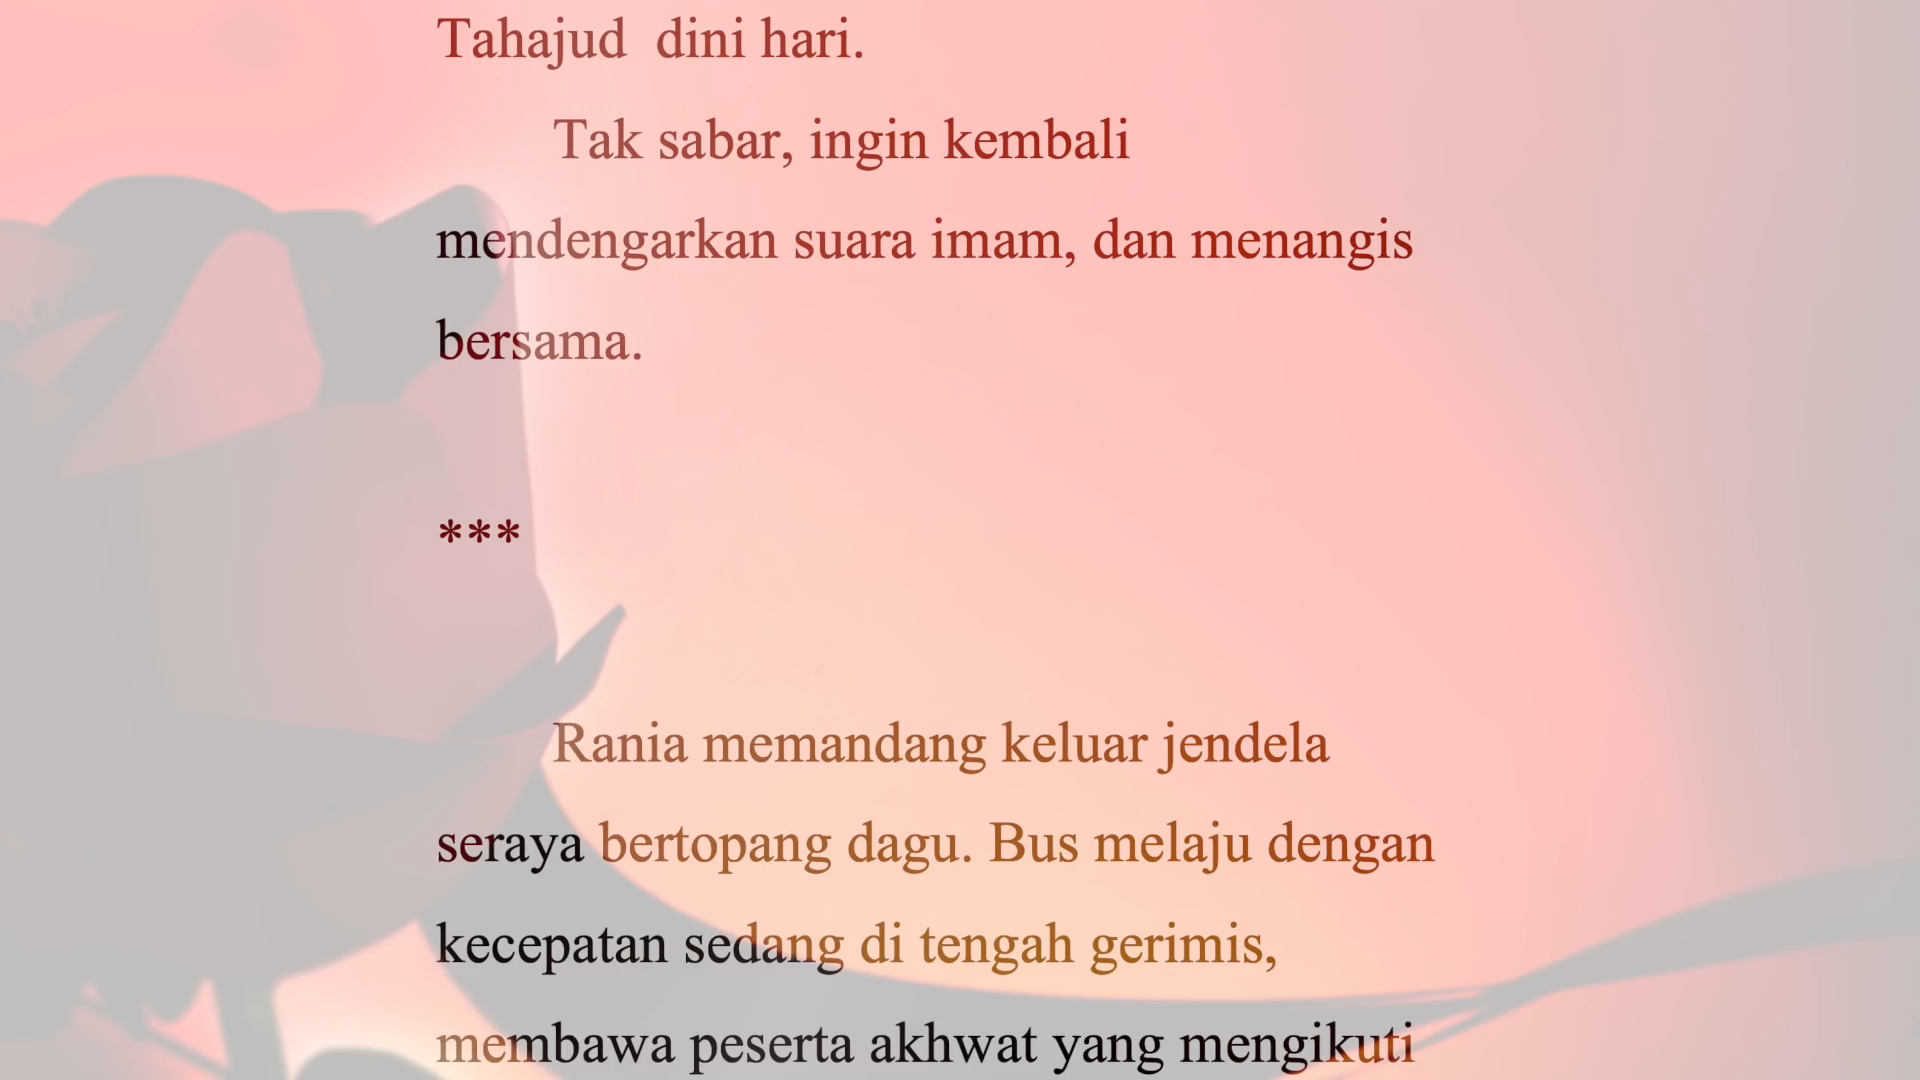 Tahajud  dini hari.
Tak sabar, ingin kembali
mendengarkan suara imam, dan menangis
bersama.
***
Rania memandang keluar jendela
seraya bertopang dagu. Bus melaju dengan
kecepatan sedang di tengah gerimis,
membawa peserta akhwat yang mengikuti